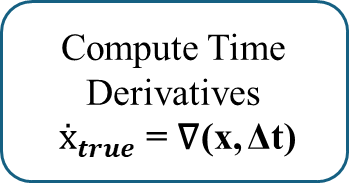 Compute Time
Derivatives
ẋ_true = ∇(x, Δt)